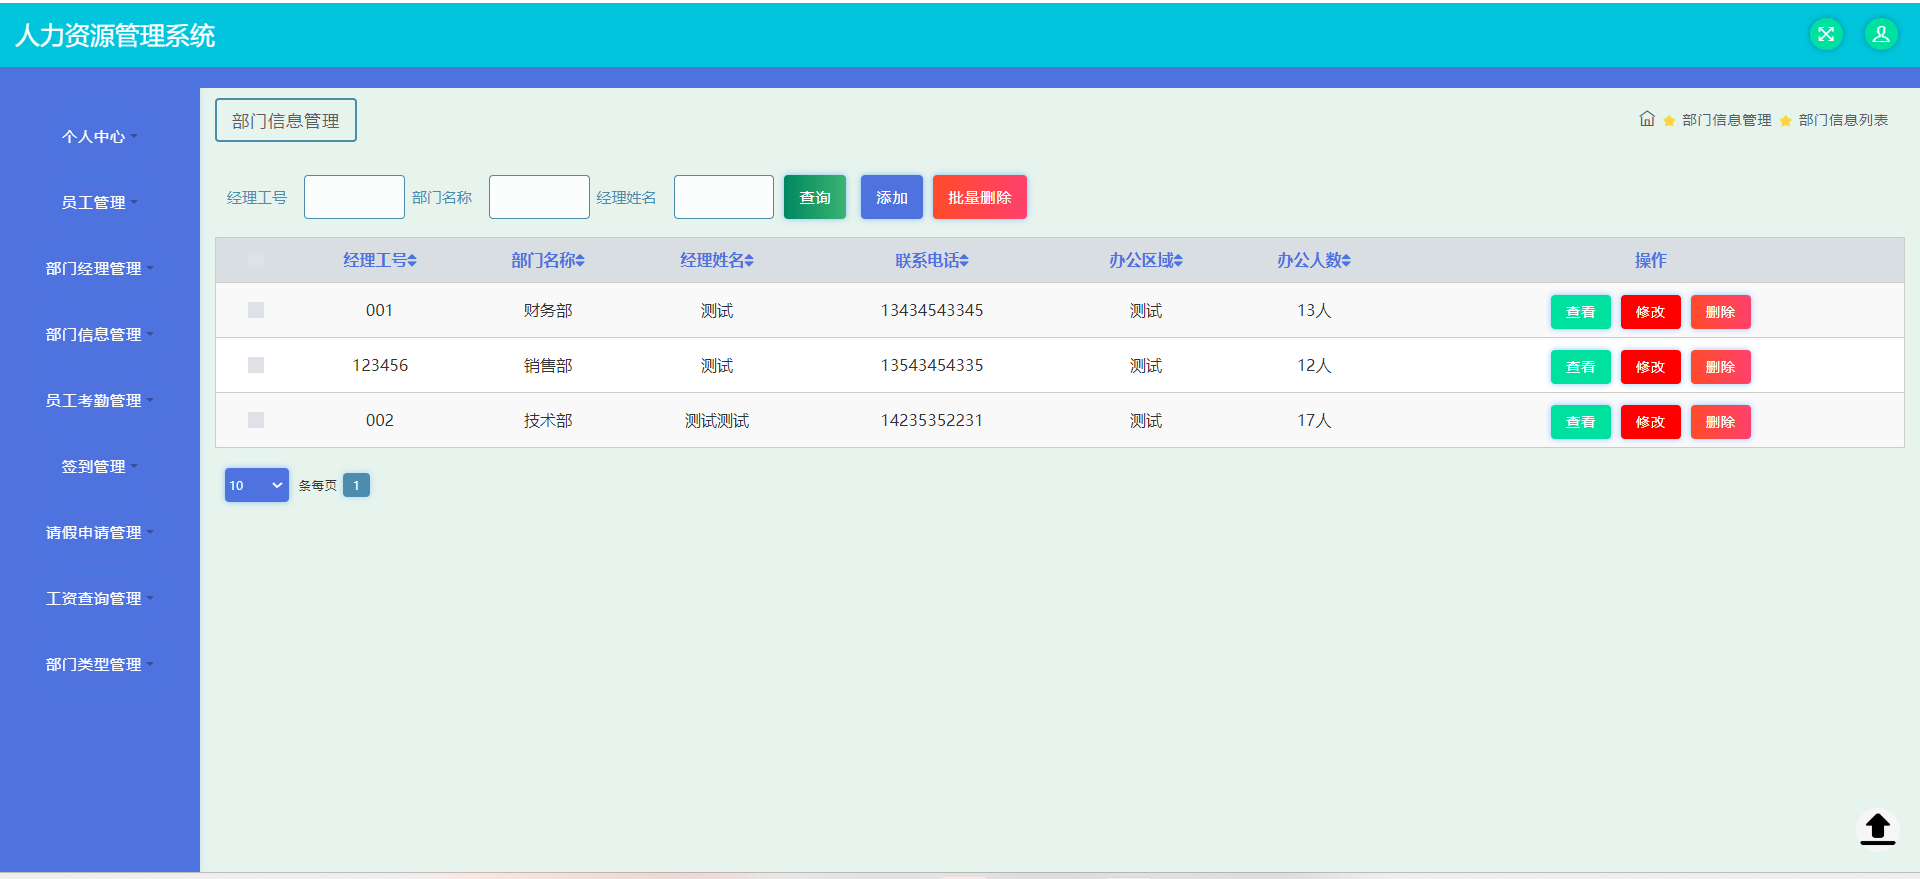 人力资源管理系统
个人中心
员工管理
部门经理管理
部门信息管理
员工考勤管理
签到管理
请假申请管理
工资查询管理
部门类型管理
部门信息管理
部门信息管理 部门信息列表
经理工号 部门名称 经理姓名 查询 添加 批量删除
经理工号 部门名称 经理姓名 联系电话 办公区域 办公人数 操作
001 财务部 测试 13434543345 测试 13人 查看 修改 删除
123456 销售部 测试 13543454335 测试 12人 查看 修改 删除
002 技术部 测试测试 14235352231 测试 17人 查看 修改 删除
10 条每页 1